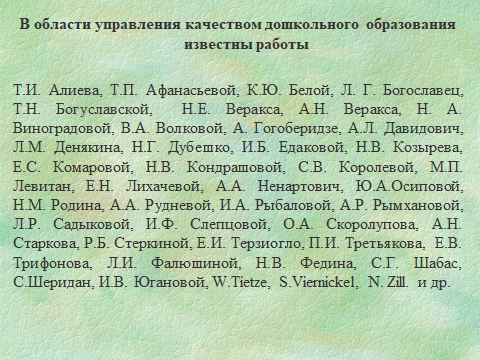 В области управления качеством дошкольного образования
известны работы
Т.И. Алиева, Т.П. Афанасьевой, К.Ю. Белой, Л. Г. Богославец,
Т.Н. Богуславской, Н.Е. Веракса, А.Н. Веракса, Н. А.
Виноградовой, В.А. Волковой, А. Гогоберидзе, А.Л. Давидович,
Л.М. Денякина, Н.Г. Дубешко, И.Б. Едаковой, Н.В. Козырева,
Е.С. Комаровой, Н.В. Кондрашовой, С.В. Королевой, М.П.
Левитан, Е.Н. Лихачевой, А.А. Ненартович, Ю.А.Осиповой,
Н.М. Родина, А.А. Рудневой, И.А. Рыбаловой, А.Р. Рымхановой,
Л.Р. Садыковой, И.Ф. Слепцовой, О.А. Скоролупова, А.Н.
Старкова, Р.Б. Стеркиной, Е.И. Терзиогло, П.И. Третьякова, Е.В.
Трифонова, Л.И. Фалюшиной, Н.В. Федина, С.Г. Шабас,
С.Шеридан, И.В. Югановой, W.Tietze, S.Viernickel, N. Zill. и др.